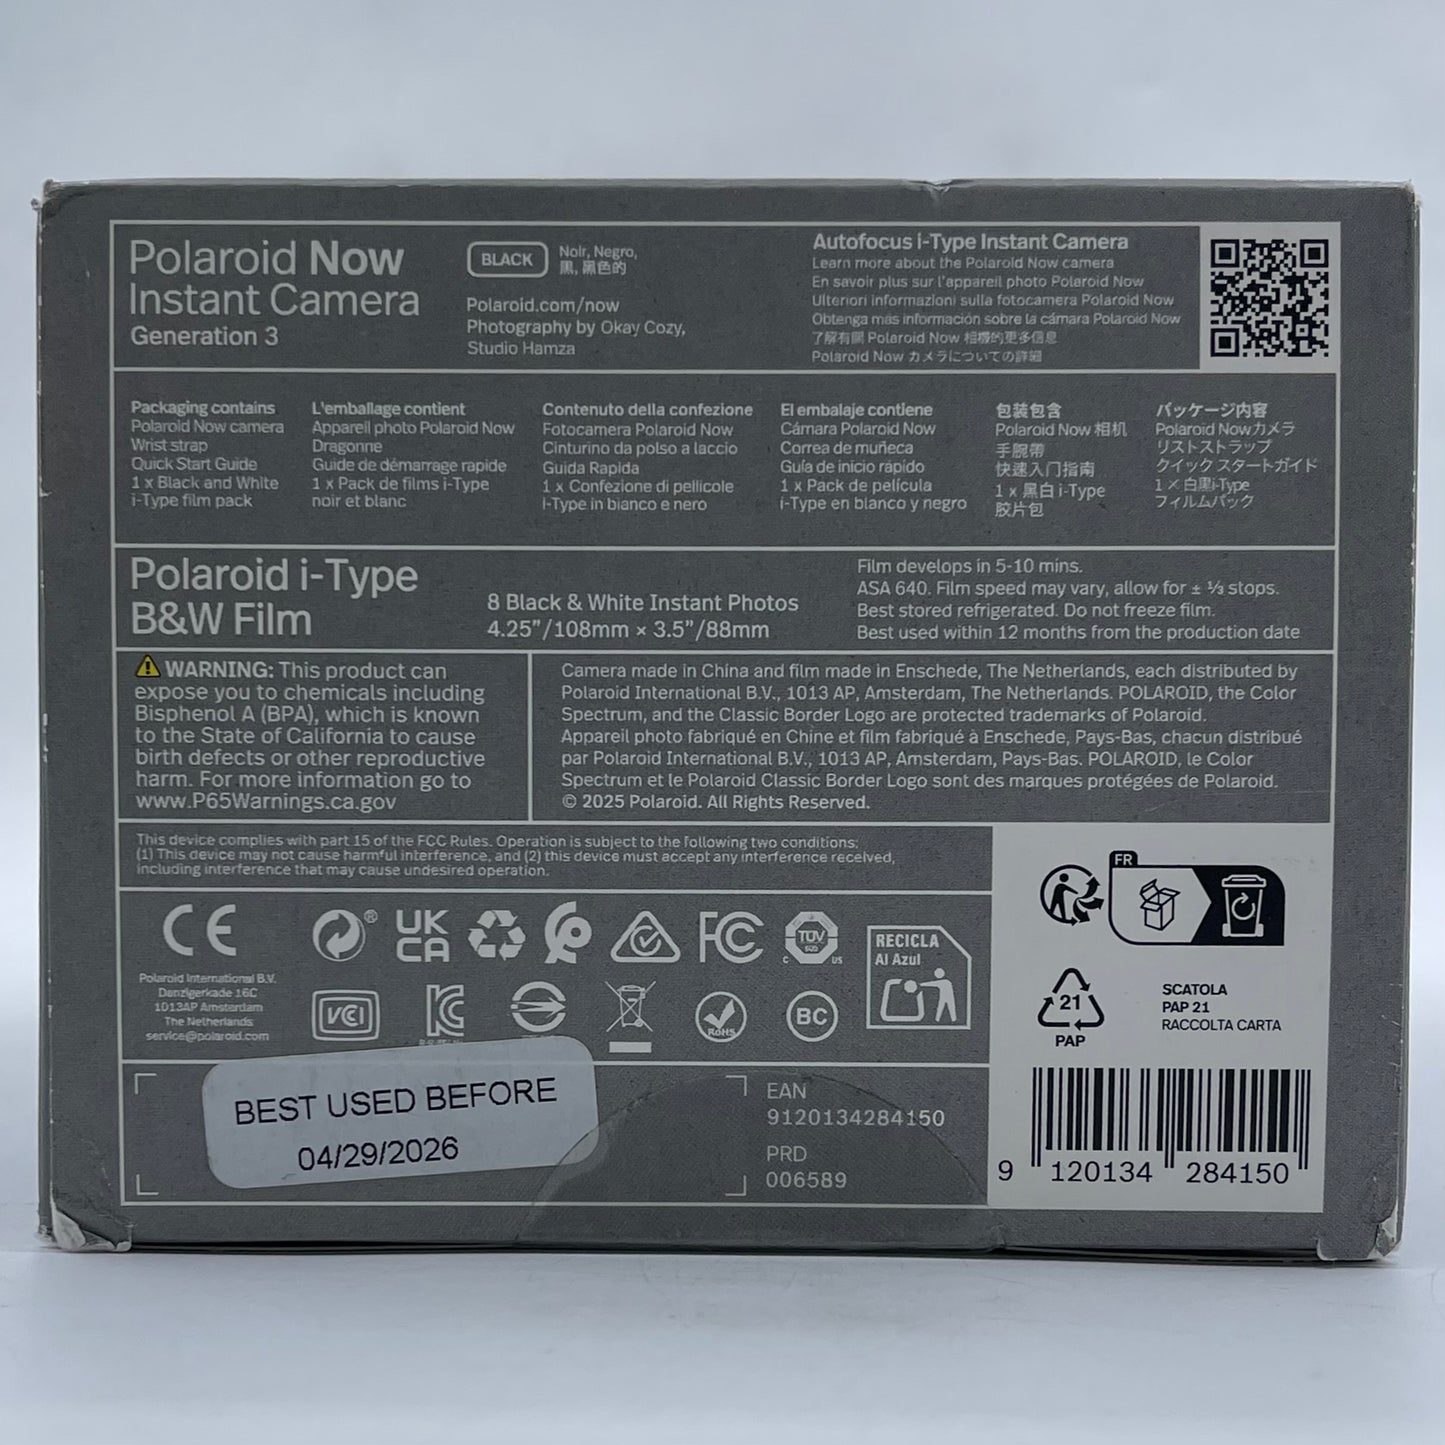 Polaroid Now
Instant Camera
Generation 3
BLACK
Noir, Negro,
黒, 黑色的
Polaroid.com/now
Photography by Okay Cozy,
Studio Hamza
Autofocus i-Type Instant Camera
Learn more about the Polaroid Now camera
En savoir plus sur l'appareil photo Polaroid Now
Ulteriori informazioni sulla fotocamera Polaroid Now
Obtenga más información sobre la cámara Polaroid Now
了解有關 Polaroid Now 相機的更多信息
Polaroid Now カメラについての詳細
Packaging contains
Polaroid Now camera
Wrist strap
Quick Start Guide
1 x Black and White
i-Type film pack
L'emballage contient
Appareil photo Polaroid Now
Dragonne
Guide de démarrage rapide
1 x Pack de films i-Type
noir et blanc
Contenuto della confezione
Fotocamera Polaroid Now
Cinturino da polso a laccio
Guida Rapida
1 x Confezione di pellicole
i-Type in bianco e nero
El embalaje contiene
Cámara Polaroid Now
Correa de muñeca
Guía de inicio rápido
1 x Pack de película
i-Type en blanco y negro
包装包含
Polaroid Now 相机
手腕带
快速入门指南
1 x 黑白 i-Type
胶片包
パッケージ内容
Polaroid Nowカメラ
リストストラップ
クイック スタートガイド
1 × 白黒i-Type
フィルムパック
Polaroid i-Type
B&W Film
8 Black & White Instant Photos
4.25"/108mm × 3.5"/88mm
Film develops in 5-10 mins.
ASA 640. Film speed may vary, allow for ± ⅓ stops.
Best stored refrigerated. Do not freeze film.
Best used within 12 months from the production date
WARNING: This product can
expose you to chemicals including
Bisphenol A (BPA), which is known
to the State of California to cause
birth defects or other reproductive
harm. For more information go to
www.P65Warnings.ca.gov
Camera made in China and film made in Enschede, The Netherlands, each distributed by
Polaroid International B.V., 1013 AP, Amsterdam, The Netherlands. POLAROID, the Color
Spectrum, and the Classic Border Logo are protected trademarks of Polaroid.
Appareil photo fabriqué en Chine et film fabriqué à Enschede, Pays-Bas, chacun distribué
par Polaroid International B.V., 1013 AP, Amsterdam, Pays-Bas. POLAROID, le Color
Spectrum et le Polaroid Classic Border Logo sont des marques protégées de Polaroid.
© 2025 Polaroid. All Rights Reserved.
This device complies with part 15 of the FCC Rules. Operation is subject to the following two conditions:
(1) This device may not cause harmful interference, and (2) this device must accept any interference received,
including interference that may cause undesired operation.
CE
Polaroid International B.V.
Danzigerkade 16C
1013AP Amsterdam
The Netherlands
service@polaroid.com
®
UK
CA
FC
TÜV
SÜD
C US
VCI
KC
RoHS
BC
RECICLA
Al Azul
FR
21
PAP
SCATOLA
PAP 21
RACCOLTA CARTA
BEST USED BEFORE
04/29/2026
EAN
9120134284150
PRD
006589
9 120134 284150